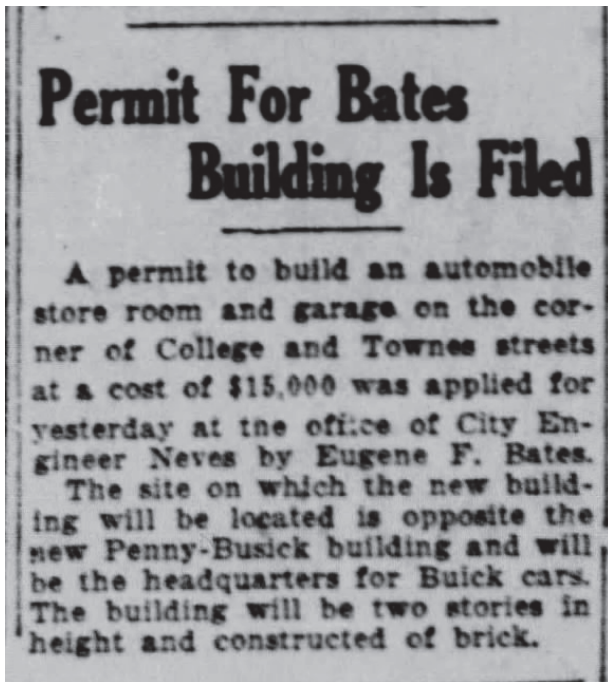 Permit For Bates
Building Is Filed
A permit to build an automobile
store room and garage on the cor-
ner of College and Townes streets
at a cost of $15,000 was applied for
yesterday at the office of City En-
gineer Neves by Eugene F. Bates.
The site on which the new build-
ing will be located is opposite the
new Penny-Busick building and will
be the headquarters for Buick cars.
The building will be two stories in
height and constructed of brick.